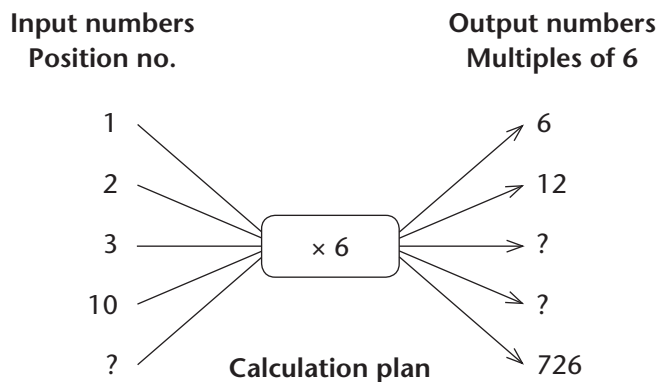 Input numbers
Position no.
Output numbers
Multiples of 6
1
6
2
12
3
× 6
?
10
?
?
Calculation plan
726